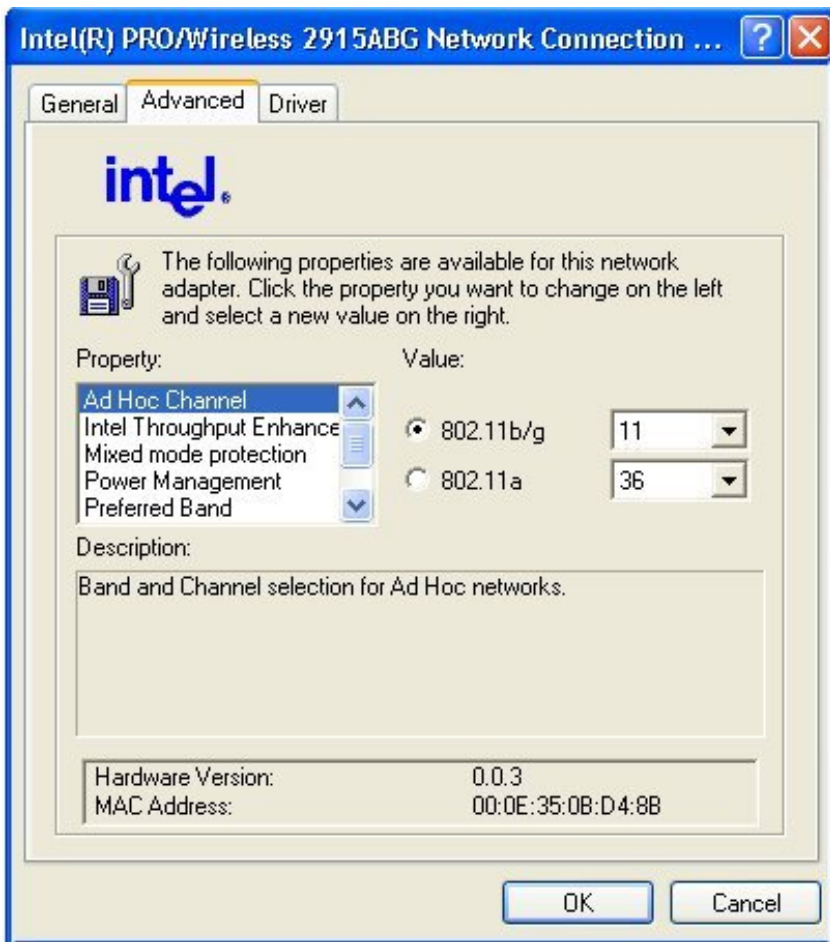 Intel(R) PRO/Wireless 2915ABG Network Connection ...
General Advanced Driver
intel.
The following properties are available for this network
adapter. Click the property you want to change on the left
and select a new value on the right.
Property:
Value:
Ad Hoc Channel
Intel Throughput Enhance
Mixed mode protection
Power Management
Preferred Band
802.11b/g 11
802.11a 36
Description:
Band and Channel selection for Ad Hoc networks.
Hardware Version: 0.0.3
MAC Address: 00:0E:35:0B:D4:8B
OK Cancel